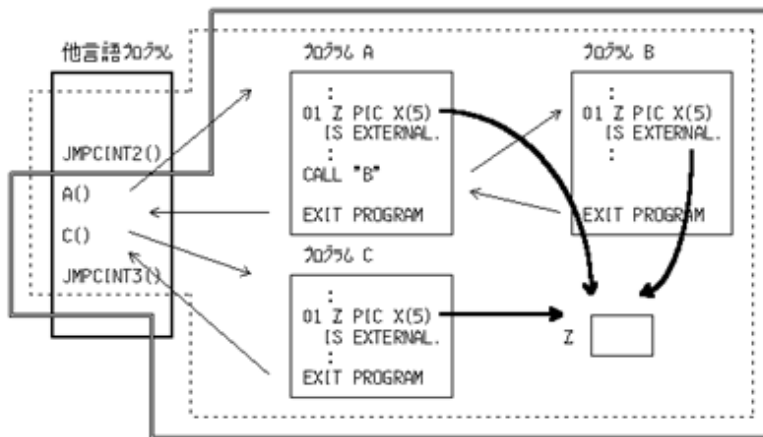 他言語プログラム
JMPCINT2()
A()
C()
JMPCINT3()
プログラム A
:
01 Z PIC X(5)
IS EXTERNAL.
:
CALL "B"
EXIT PROGRAM
プログラム B
:
01 Z PIC X(5)
IS EXTERNAL.
:
EXIT PROGRAM
プログラム C
:
01 Z PIC X(5)
IS EXTERNAL.
:
EXIT PROGRAM
Z